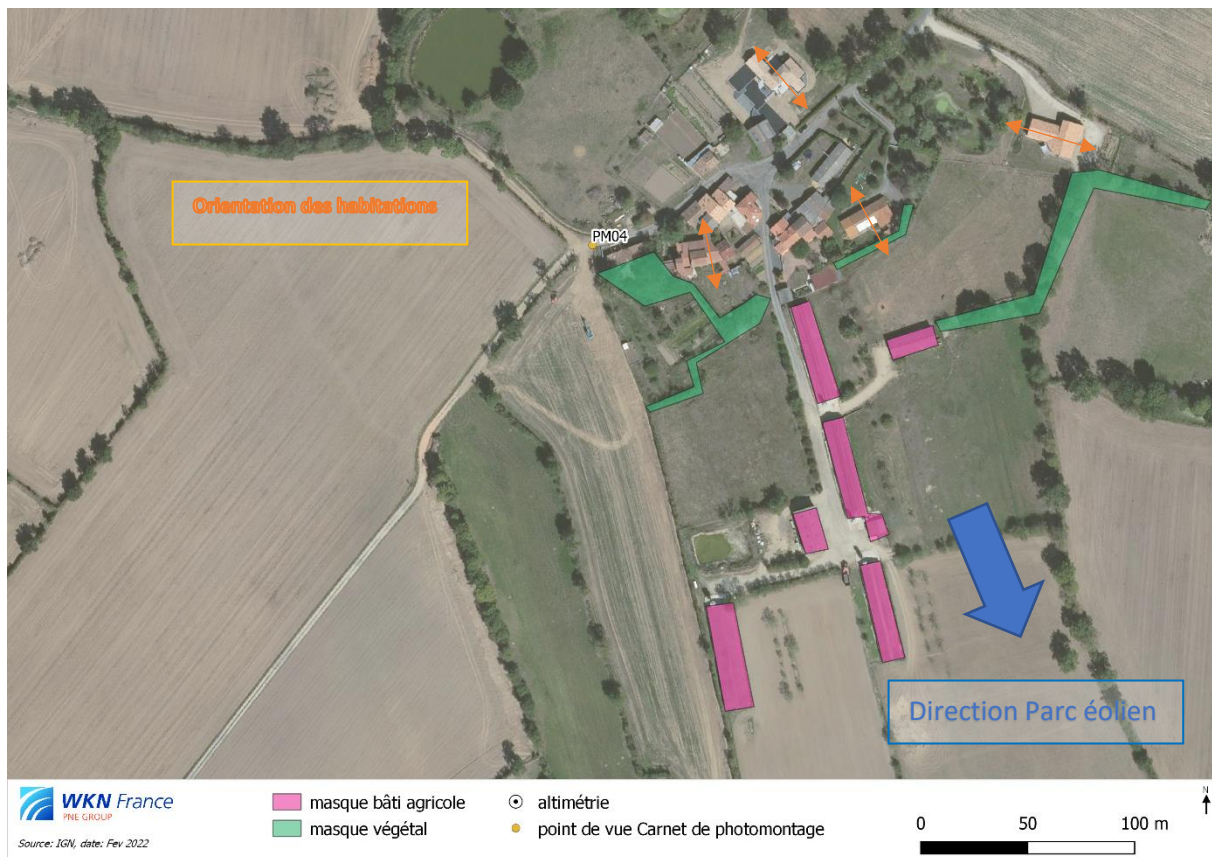 Orientation des habitations
PM04
Direction Parc éolien
WKN France
PNE GROUP
Source: IGN, date: Fev 2022
masque bâti agricole
masque végétal
altimétrie
point de vue Carnet de photomontage
0 50 100 m
N